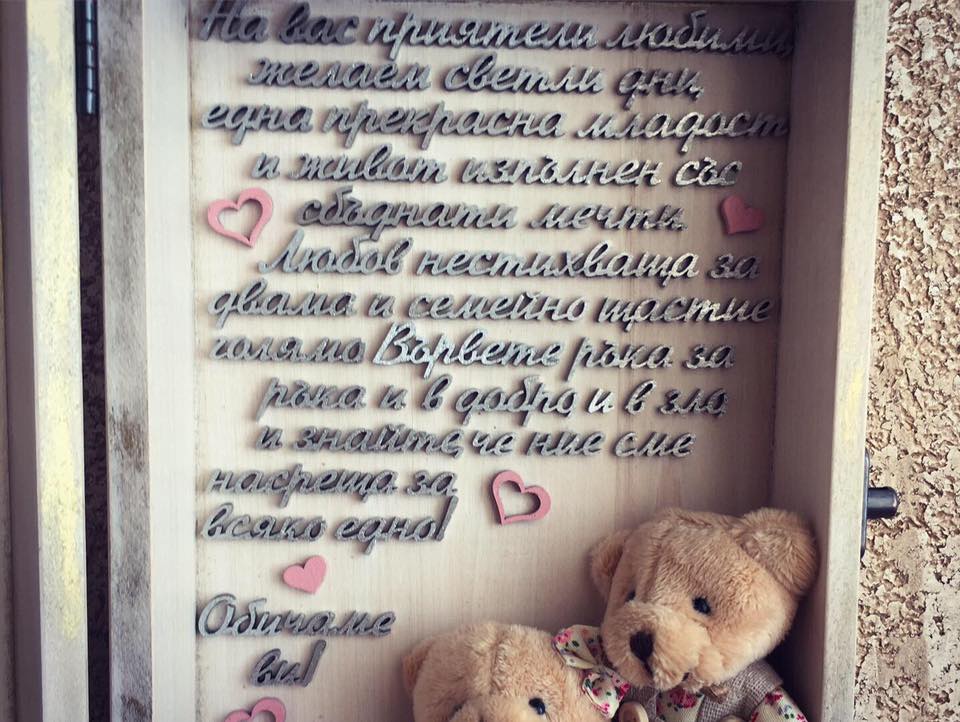 На вас приятели любими,
желаем светли дни,
една прекрасна младост
и живот изпълнен със
сбъднати мечти.
Любов нестихваща за
двама и семейно щастие
голямо Вървете ръка за
ръка и в добро, и в зло
и знайте, че ние сме
насреща за
всяко едно!
Обичаме
ви!